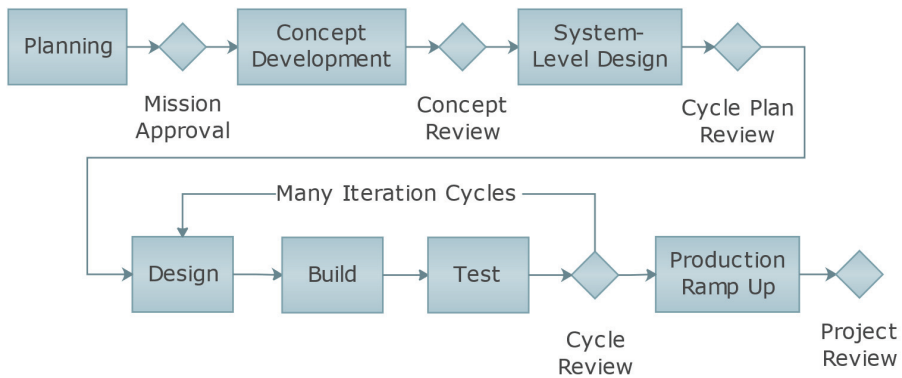 Planning
Concept
Development
System-
Level Design
Mission
Approval
Concept
Review
Cycle Plan
Review
Many Iteration Cycles
Design
Build
Test
Production
Ramp Up
Cycle
Review
Project
Review